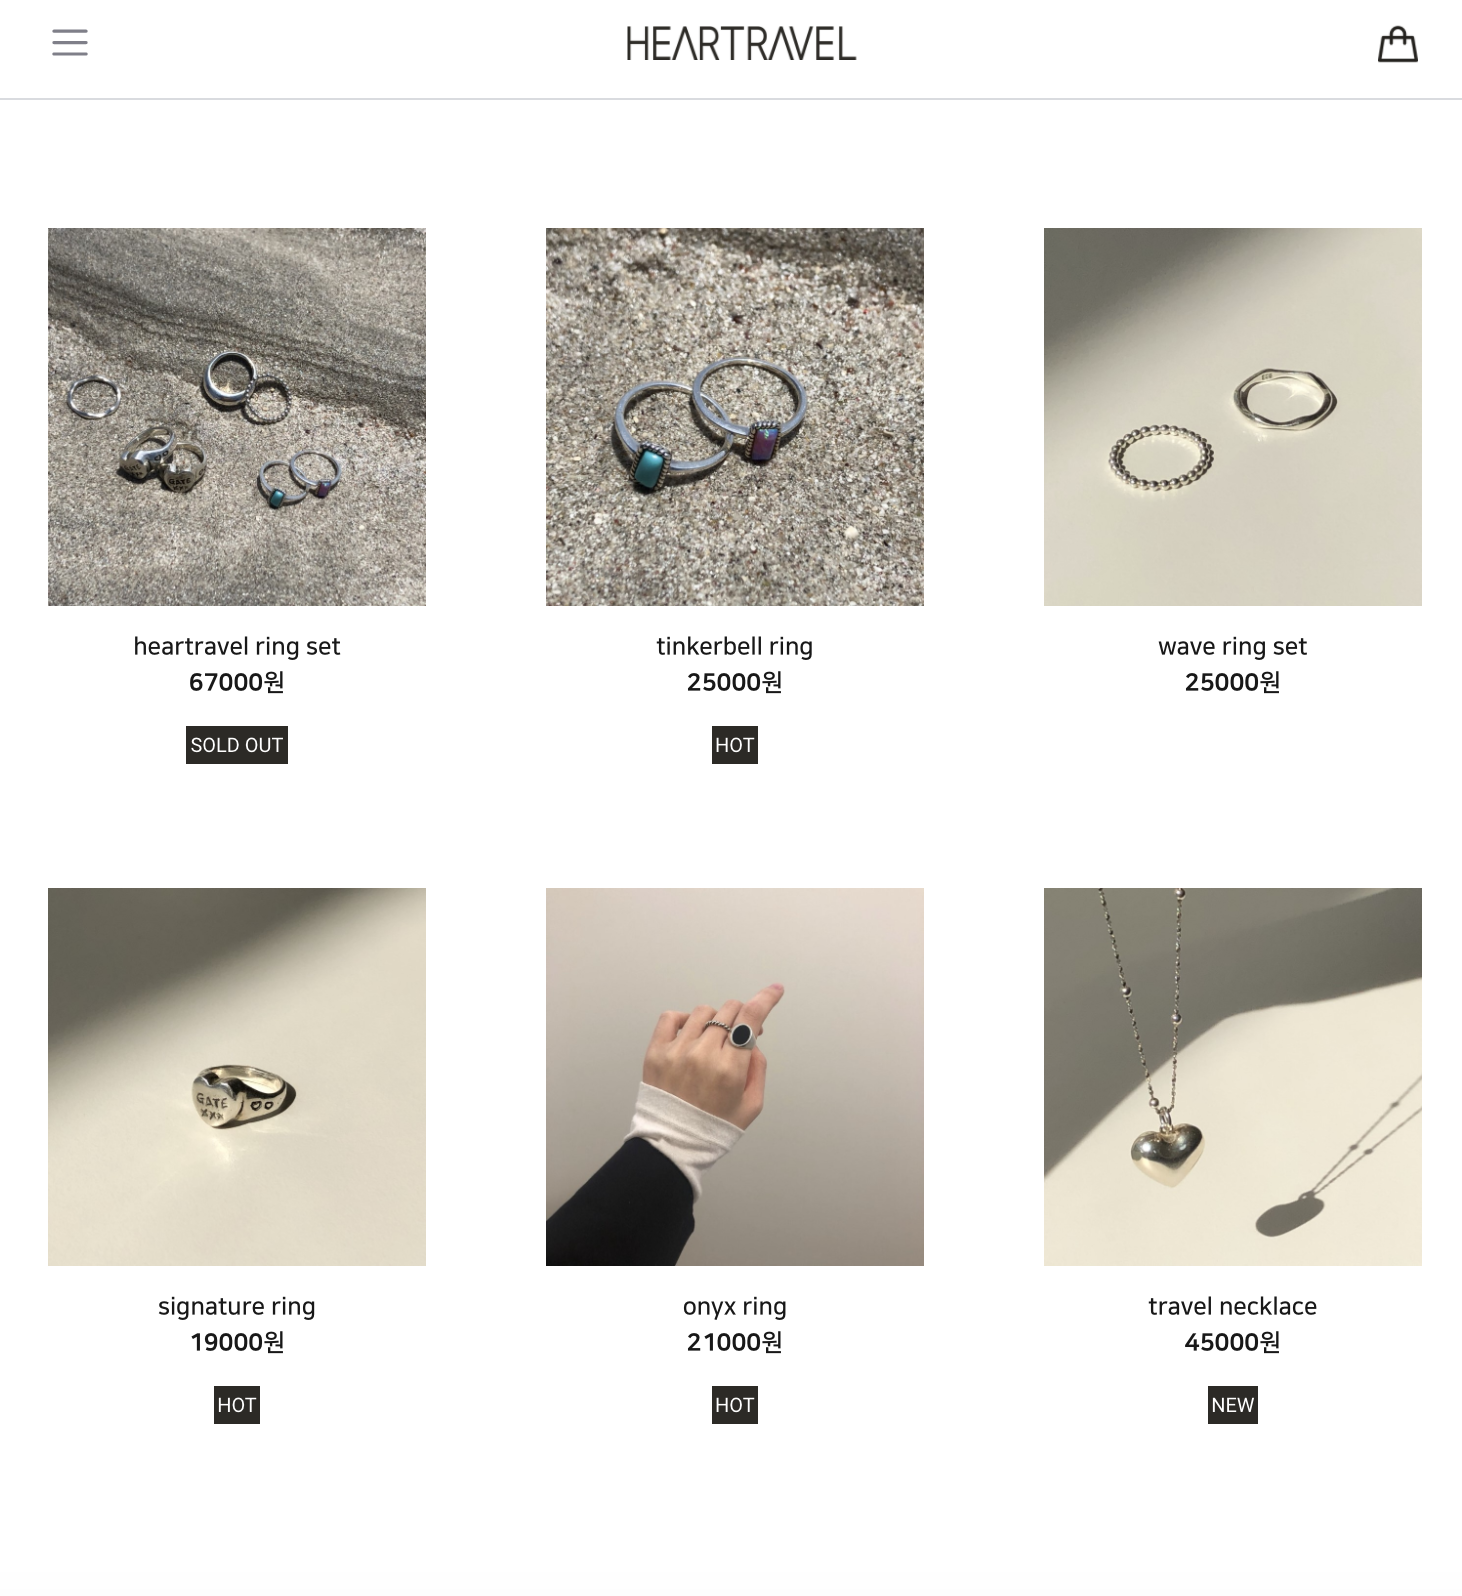 HEARTRAVEL
heartravel ring set
67000원
SOLD OUT
tinkerbell ring
25000원
HOT
wave ring set
25000원
GATE
XXX
signature ring
19000원
HOT
onyx ring
21000원
HOT
travel necklace
45000원
NEW